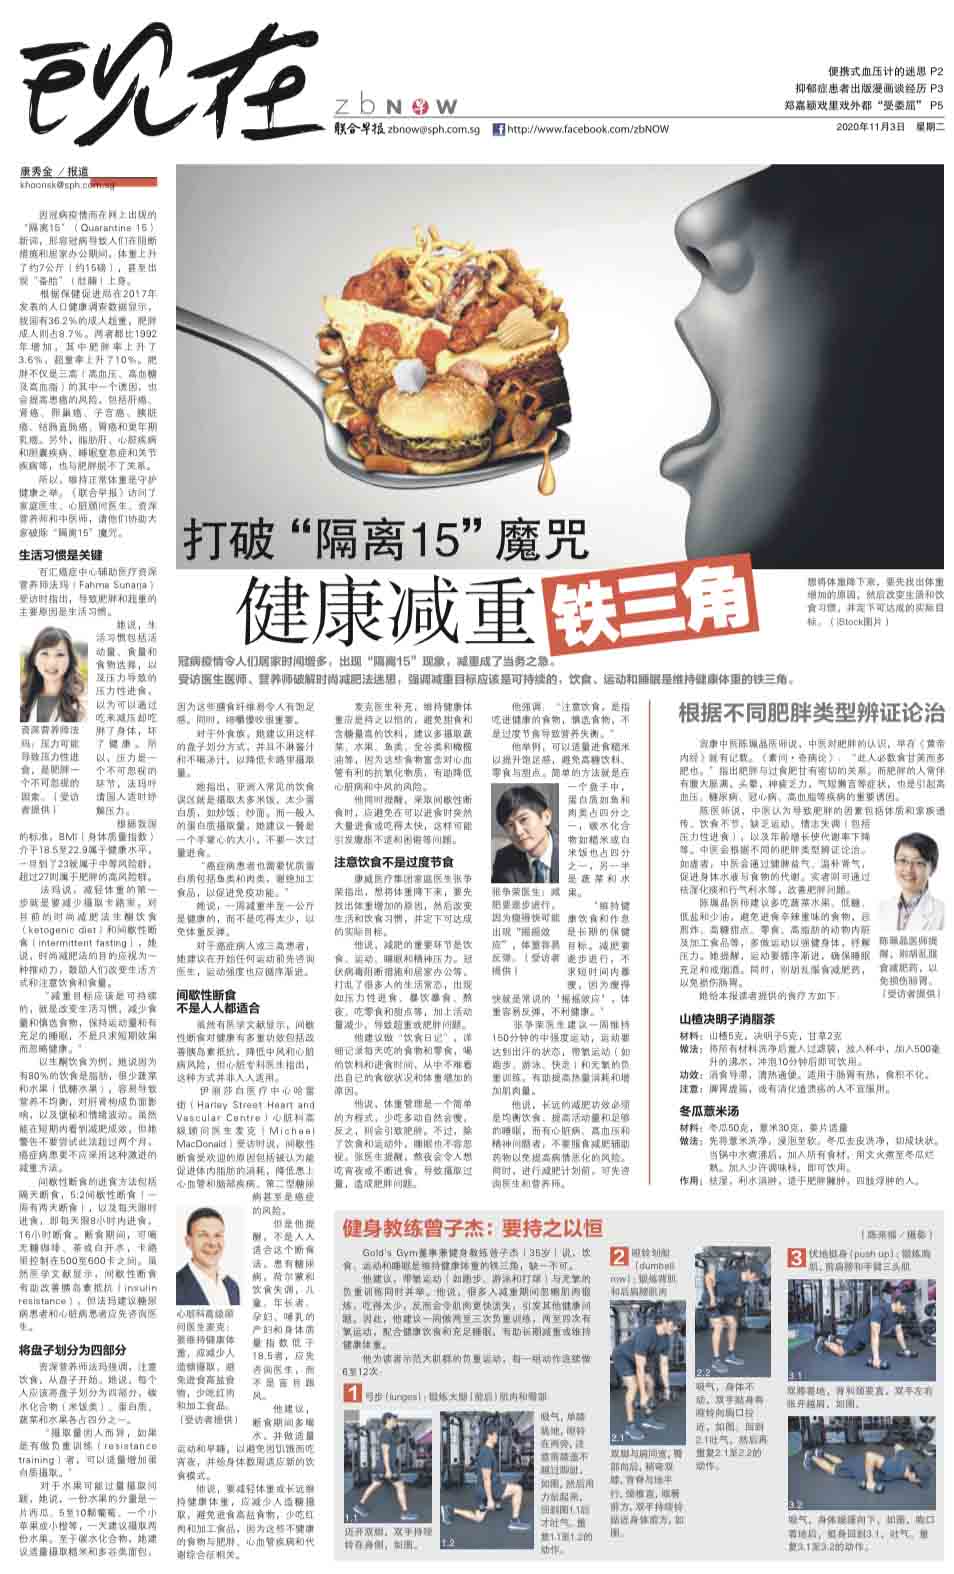 现在
zbNOW
联合早报 zbnow@sph.com.sg http://www.facebook.com/zbNOW
便携式血压计的迷思 P2
抑郁症患者出版漫画谈经历 P3
郑嘉颖戏里戏外都“受委屈” P5
2020年11月3日 星期二
康秀金／报道
khoonsk@sph.com.sg
打破“隔离15”魔咒
健康减重 铁三角
想将体重降下来，要先找出体重
增加的原因，然后改变生活和饮
食习惯，并定下可达成的实际目
标。（iStock图片）
冠病疫情令人们居家时间增多，出现“隔离15”现象，减重成了当务之急。
受访医生医师、营养师破解时尚减肥法迷思，强调减重目标应该是可持续的，饮食、运动和睡眠是维持健康体重的铁三角。
因冠病疫情而在网上出现的
“隔离15”（Quarantine 15）
新词，形容冠病导致人们在阻断
措施和居家办公期间，体重上升
了约7公斤（约15磅），甚至出
现“备胎”（肚腩）上身。
根据保健促进局在2017年
发表的人口健康调查数据显示，
我国有36.2%的成人超重，肥胖
成人则占8.7%，两者都比1992
年增加，其中肥胖率上升了
3.6%，超重率上升了10%。肥
胖不仅是三高（高血压、高血糖
及高血脂）的其中一个诱因，也
会提高患癌的风险，包括肝癌、
肾癌、卵巢癌、子宫癌、胰脏
癌、结肠直肠癌、胃癌和更年期
乳癌。另外，脂肪肝、心脏疾病
和胆囊疾病、睡眠窒息症和关节
疾病等，也与肥胖脱不了关系。
所以，维持正常体重是守护
健康之举。《联合早报》访问了
家庭医生、心脏顾问医生、资深
营养师和中医师，请他们协助大
家破除“隔离15”魔咒。
生活习惯是关键
百汇癌症中心辅助医疗资深
营养师法玛（Fahma Sunarja）
受访时指出，导致肥胖和超重的
主要原因是生活习惯。
她说，生
活习惯包括活
动量、食量和
食物选择，以
及压力导致的
压力性进食，
以为可以通过
吃来减压却吃
胖了身体，坏
了健康。所
以，压力是一
个不可忽视的
环节，法玛吁
请国人适时纾
解压力。
资深营养师法
玛：压力可能
导致压力性进
食，是肥胖一
个不可忽视的
因素。（受访
者提供）
根据我国
的标准，BMI（身体质量指数）
介于18.5至22.9属于健康水平，
一旦到了23就属于中等风险群，
超过27则属于肥胖的高风险群。
法玛说，减轻体重的第一
步就是要减少摄取卡路里。对
目前的时尚减肥法生酮饮食
（ketogenic diet）和间歇性断
食（intermittent fasting），她
说，时尚减肥法的目的应视为一
种推动力，鼓励人们改变生活方
式和注意饮食和食量。
“减重目标应该是可持续
的，就是改变生活习惯，减少食
量和慎选食物，保持运动量和有
充足的睡眠，不是只求短期效果
而忽略健康。”
以生酮饮食为例，她说因为
有80%的饮食是脂肪，很少蔬菜
和水果（低糖水果），容易导致
营养不均衡，对肝肾构成负面影
响，以及便秘和情绪波动。虽然
能在短期内看到减肥成效，但她
警告不要尝试此法超过两个月，
癌症病患要不应采用这种激进的
减重方法。
间歇性断食的进食方法包括
隔天断食，5:2间歇性断食（一
周有两天断食），以及每天限时
进食，即每天限8小时内进食，
16小时断食。断食期间，可喝
无糖咖啡、茶或白开水，卡路
里控制在500至600卡之间。虽
然医学文献显示，间歇性断食
有助改善胰岛素抵抗（insulin
resistance），但法玛建议糖尿
病患者和心脏病患者应先咨询医
生。
将盘子划分为四部分
资深营养师法玛强调，注意
饮食，从盘子开始。她说，每个
人应该将盘子划分为四部分，碳
水化合物（米饭类）、蛋白质、
蔬菜和水果各占四分之一。
“摄取量因人而异，如果
是有做负重训练（resistance
training）者，可以适量增加蛋
白质摄取。”
对于水果可能过量摄取问
题，她说，一份水果的分量是一
片西瓜、5至10颗葡萄、一个小
苹果或小橙等，一天建议摄取两
份水果。至于碳水化合物，她建
议适量摄取糙米和多谷类面包，
因为这些膳食纤维易令人有饱足
感。同时，细嚼慢咬很重要。
对于外食族，她建议用这样
的盘子划分方式，并且不淋酱汁
和不喝汤汁，以降低卡路里摄取
量。
她指出，亚洲人常见的饮食
误区就是摄取太多米饭、太少蛋
白质，如炒饭、炒面。而一般人
的蛋白质摄取量，她建议一餐是
一个手掌心的大小，不要一次过
量进食。
“癌症病患者也需要优质蛋
白质包括鱼类和肉类，避免加工
食品，以促进免疫功能。”
她说，一周减重半至一公斤
是健康的，而不是吃得太少，以
免体重反弹。
对于癌症病人或三高患者，
她建议在开始任何运动前先咨询
医生，运动强度也应循序渐进。
间歇性断食
不是人人都适合
虽然有医学文献显示，间歇
性断食对健康有多重功效包括改
善胰岛素抵抗，降低中风和心脏
病风险，但心脏专科医生指出，
这种方式并非人人适用。
伊丽莎白医疗中心哈雷
街（Harley Street Heart and
Vascular Centre）心脏科高
级顾问医生麦克（Micheel
MacDonald）受访时说，间歇性
断食受欢迎的原因包括被认为能
促进体内脂肪的消耗，降低患上
心血管和脑部疾病、第二型糖尿
病甚至是癌症
的风险。
但是他提
醒，不是人人
适合这个断食
法。患有糖尿
病，荷尔蒙和
饮食失调，儿
童、年长者、
孕妇、哺乳的
产妇和身体质
量指数低于
18.5者，应先
咨询医生，而
不是盲目跟
风。
心脏科高级顾
问医生麦克：
要维持健康体
重，应减少人
造糖摄取，避
免进食高盐食
物，少吃红肉
和加工食品。
（受访者提供）
他建议，
断食期间多喝
水，并做适量
运动和早睡，以避免因饥饿而吃
宵夜，并给身体数周适应新的饮
食模式。
他说，要减轻体重或长远维
持健康体重，应减少人造糖摄
取，避免进食高盐食物，少吃红
肉和加工食品，因为这些不健康
的食物与肥胖、心血管疾病和代
谢综合征相关。
麦克医生补充，维持健康体
重应是持之以恒的，避免甜食和
含糖量高的饮料，建议多摄取蔬
菜、水果、鱼类、全谷类和橄榄
油等，因为这些食物富含对心血
管有利的抗氧化物质，有助降低
心脏病和中风的风险。
他同时提醒，采取间歇性断
食时，应避免在可以进食时突然
大量进食或吃得太快，这样可能
引发腹胀不适和困倦等问题。
注意饮食不是过度节食
康威医疗集团家庭医生张争
荣指出，想将体重降下来，要先
找出体重增加的原因，然后改变
生活和饮食习惯，并定下可达成
的实际目标。
他说，减肥的重要环节是饮
食、运动、睡眠和精神压力。冠
状病毒阻断措施和居家办公等，
打乱了很多人的生活常态，出现
如压力性进食、暴饮暴食、熬
夜、吃零食和甜点等，加上活动
量减少，导致超重或肥胖问题。
他建议做“饮食日记”，详
细记录每天吃的食物和零食，喝
的饮料和进食时间，从中不难看
出自己的食欲状况和体重增加的
原因。
他说，体重管理是一个简单
的方程式，少吃多动自然会瘦。
反之，则会引致肥胖。不过，除
了饮食和运动外，睡眠也不容忽
视。张医生提醒，熬夜会令人想
吃宵夜或不断进食，导致摄取过
量，造成肥胖问题。
他强调：“注意饮食，是指
吃进健康的食物，慎选食物，不
是过度节食导致营养失衡。”
他举例，可以适量进食糙米
以提升饱足感，避免高糖饮料、
零食与甜点。简单的方法就是在
一个盘子中，
蛋白质如鱼和
肉类占四分之
一，碳水化合
物如糙米或白
米饭也占四分
之一，另一半
是蔬菜和水
果。
张争荣医生：减
肥要逐步进行，
因为瘦得快可能
出现“摇摇效
应”，体重容易
反弹。（受访者
提供）
“维持健
康饮食和作息
是长期的保健
目标。减肥要
逐步进行，不
求短时间内暴
瘦，因为瘦得
快就是常说的‘摇摇效应’，体
重容易反弹，不利健康。”
张争荣医生建议一周维持
150分钟的中强度运动，运动要
达到出汗的状态，带氧运动（如
跑步、游泳、快走）和无氧的负
重训练，有助提高热量消耗和增
加肌肉量。
他说，长远的减肥功效必须
是均衡饮食、提高活动量和足够
的睡眠，而有心脏病、高血压和
精神问题者，不要服食减肥辅助
药物以免提高病情恶化的风险。
同时，进行减肥计划前，可先咨
询医生和营养师。
根据不同肥胖类型辨证论治
宽康中医陈珮晶医师说，中医对肥胖的认识，早在《黄帝
内经》就有记载。《素问·奇病论》，“此人必数食甘美而多
肥也。”指出肥胖与过食肥甘有密切的关系。而肥胖的人常伴
有腹大胀满，头晕，神疲乏力，气短懒言等症状，也是引起高
血压、糖尿病、冠心病、高血脂等疾病的重要诱因。
陈医师说，中医认为导致肥胖的因素包括体质和家族遗
传、饮食不节、缺乏运动、情志失调（包括
压力性进食），以及年龄增长使代谢率下降
等。中医会根据不同的肥胖类型辨证论治。
如虚者，中医会通过健脾益气、温补肾气，
促进身体水液与食物的代谢。实者则可通过
祛湿化痰和行气利水等，改善肥胖问题。
陈珮晶医师建议多吃蔬菜水果、低糖、
低盐和少油，避免进食辛辣重味的食物，忌
煎炸、高糖甜点、零食、高脂肪的动物内脏
及加工食品等，多做运动以强健身体，纾解
压力。她提醒，运动要循序渐进，确保睡眠
充足和戒烟酒。同时，别胡乱服食减肥药，
以免损伤肠胃。
她给本报读者提供的食疗方如下：
陈珮晶医师提
醒，别胡乱服
食减肥药，以
免损伤肠胃。
（受访者提供）
山楂决明子消脂茶
材料：山楂5克，决明子5克，甘草2克
做法：将所有材料洗净后置入过滤袋，放入杯中，加入500毫
升的沸水，冲泡10分钟后即可饮用。
功效：消食导滞，清热通便。适用于肠胃有热，食积不化。
注意：脾胃虚弱，或有消化道溃疡的人不宜服用。
冬瓜薏米汤
材料：冬瓜50克，薏米30克，姜片适量
做法：先将薏米洗净，浸泡至软。冬瓜去皮洗净，切成块状。
当锅中水煮沸后，加入所有食材，用文火煮至冬瓜烂
熟。加入少许调味料，即可饮用。
作用：祛湿，利水消肿，适于肥胖臃肿，四肢浮肿的人。
健身教练曾子杰：要持之以恒
（陈来福／摄影）
Gold's Gym董事兼健身教练曾子杰（35岁）说，饮
食、运动和睡眠是维持健康体重的铁三角，缺一不可。
他建议，带氧运动（如跑步、游泳和打球）与无氧的
负重训练同时并举。他说，很多人减重期间忽略肌肉锻
炼，吃得太少，反而会令肌肉更快流失，引发其他健康问
题。因此，他建议一周做两至三次负重训练，两至四次有
氧运动，配合健康饮食和充足睡眠，有助长期减重或维持
健康体重。
他为读者示范大肌群的负重运动，每一组动作连续做
6至12次：
1 弓步（lunges）：锻炼大腿（前后）肌肉和臀部
1.1
1.2
迈开双脚，双手持哑
铃在身侧，如图。
吸气，单膝
跪地，哑铃
在两旁，注
意前膝盖不
越过脚趾，
如图，然后用
力站起来，
回到图1.1后
才吐气。重
复1.1至1.2的
动作。
2 哑铃划船
（dumbell
row）：锻炼背肌
和后肩膀肌肉
2.1
2.2
双脚与肩同宽，臀
部向后，稍弯双
膝，背脊与地平
行，颈椎直，眼看
前方，双手持哑铃
贴近身体前方，如
图。
吸气，身体不
动，双手贴身将
哑铃向胸口拉
近，如图；回到
2.1吐气，然后再
重复2.1至2.2的
动作。
3 伏地挺身（push up）：锻炼胸
肌，前肩膀和手臂三头肌
3.1
双膝着地，背和颈要直，双手左右
张开越肩，如图。
3.2
吸气，身体缓缓向下，如图，胸口
着地后，挺身回到3.1，吐气。重
复3.1至3.2的动作。